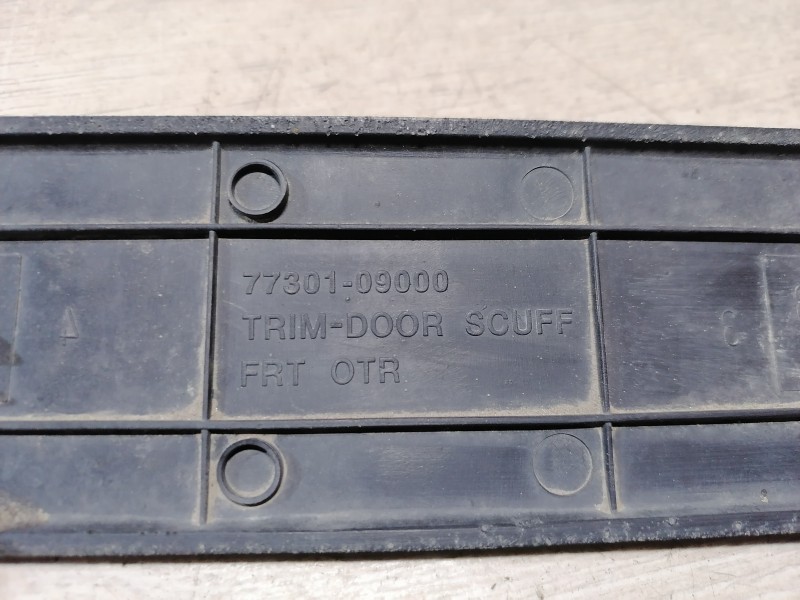 77301-09000
TRIM-DOOR SCUFF
FRT OTR
A
C